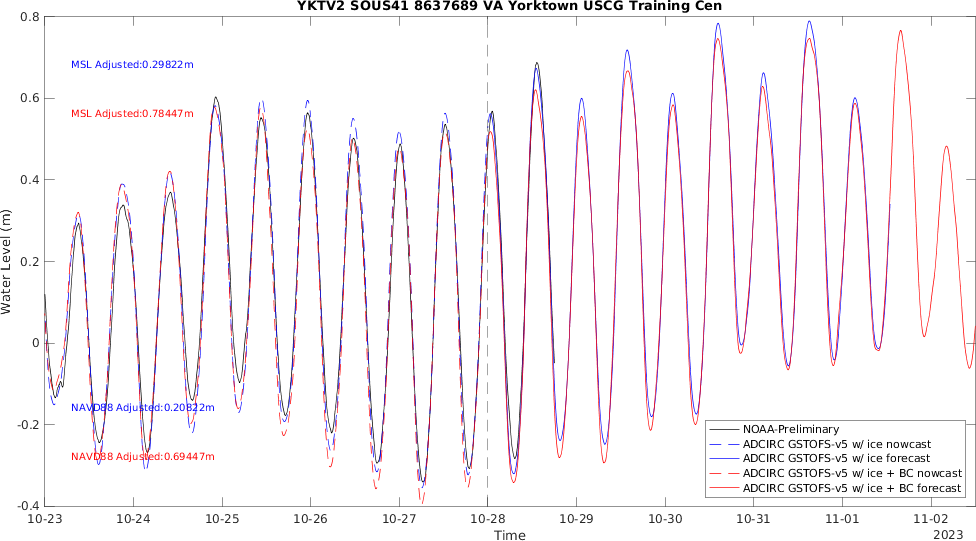 YKTV2 SOUS41 8637689 VA Yorktown USCG Training Cen
0.8
0.6
0.4
0.2
0
-0.2
-0.4
Water Level (m)
MSL Adjusted:0.29822m
MSL Adjusted:0.78447m
NAVD88 Adjusted:0.20822m
NAVD88 Adjusted:0.69447m
NOAA-Preliminary
ADCIRC GSTOFS-v5 w/ ice nowcast
ADCIRC GSTOFS-v5 w/ ice forecast
ADCIRC GSTOFS-v5 w/ ice + BC nowcast
ADCIRC GSTOFS-v5 w/ ice + BC forecast
10-23 10-24 10-25 10-26 10-27 10-28 10-29 10-30 10-31 11-01 11-02
Time
2023